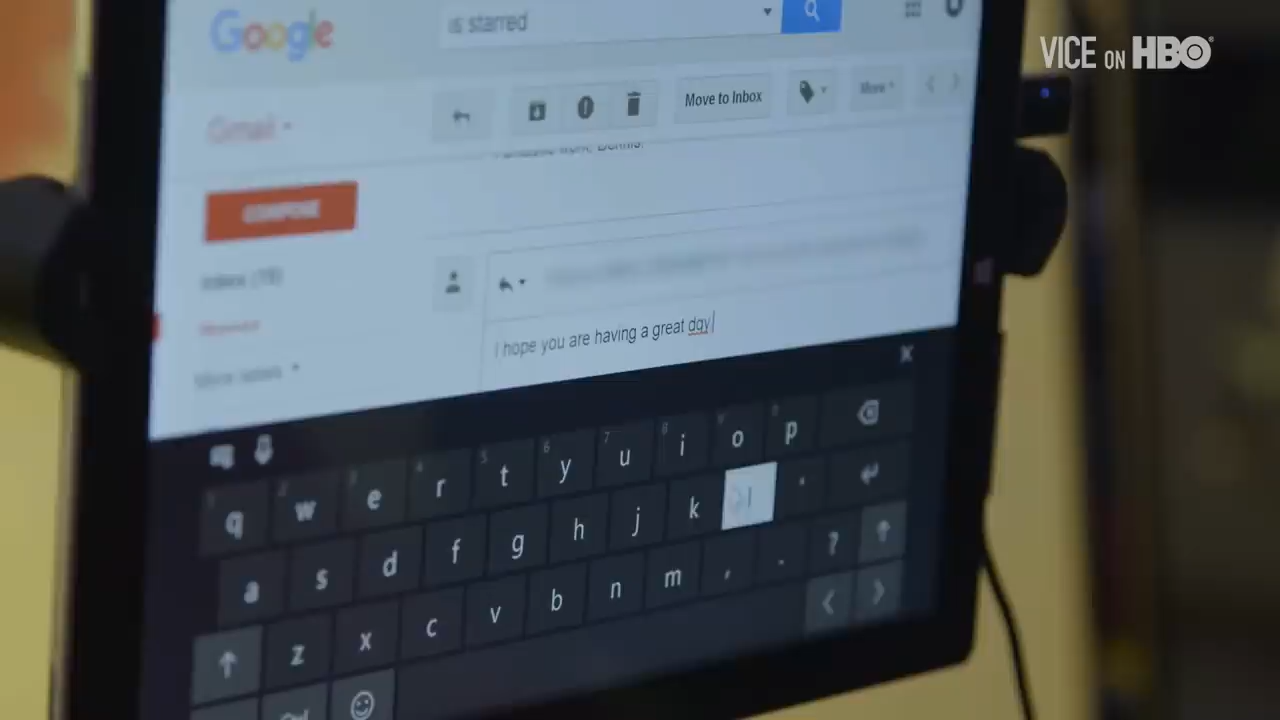 Google
is starred
VICE ON HBO®
Gmail
Move to Inbox
More
COMPOSE
I hope you are having a great day
x
q w e r t y u i o p
a s d f g h j k l '
z x c v b n m , . ?